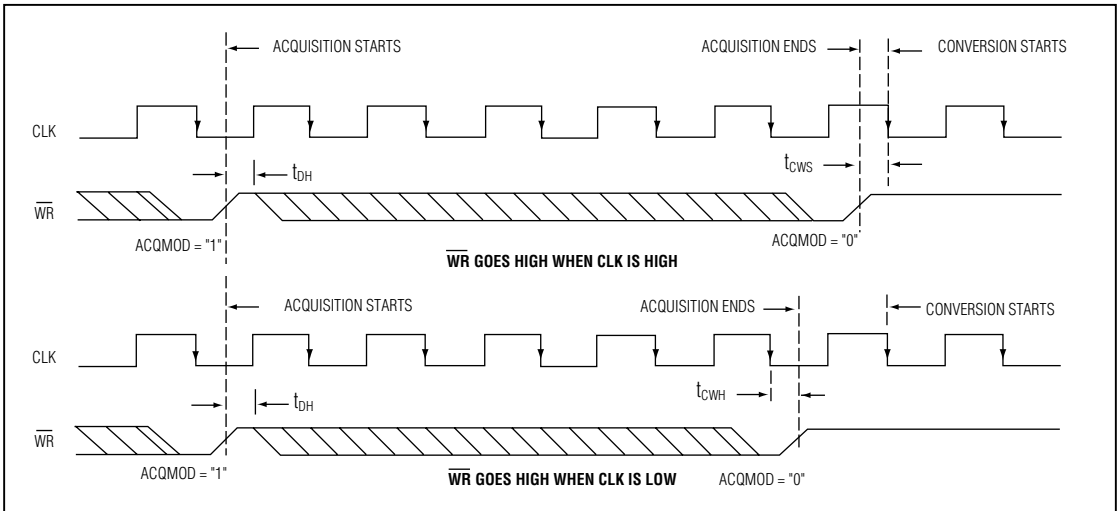 ACQUISITION STARTS
ACQUISITION ENDS
CONVERSION STARTS
CLK
tCWS
tDH
WR
ACQMOD = "1"
ACQMOD = "0"
WR GOES HIGH WHEN CLK IS HIGH
ACQUISITION STARTS
ACQUISITION ENDS
CONVERSION STARTS
CLK
tCWH
tDH
WR
ACQMOD = "1"
WR GOES HIGH WHEN CLK IS LOW
ACQMOD = "0"